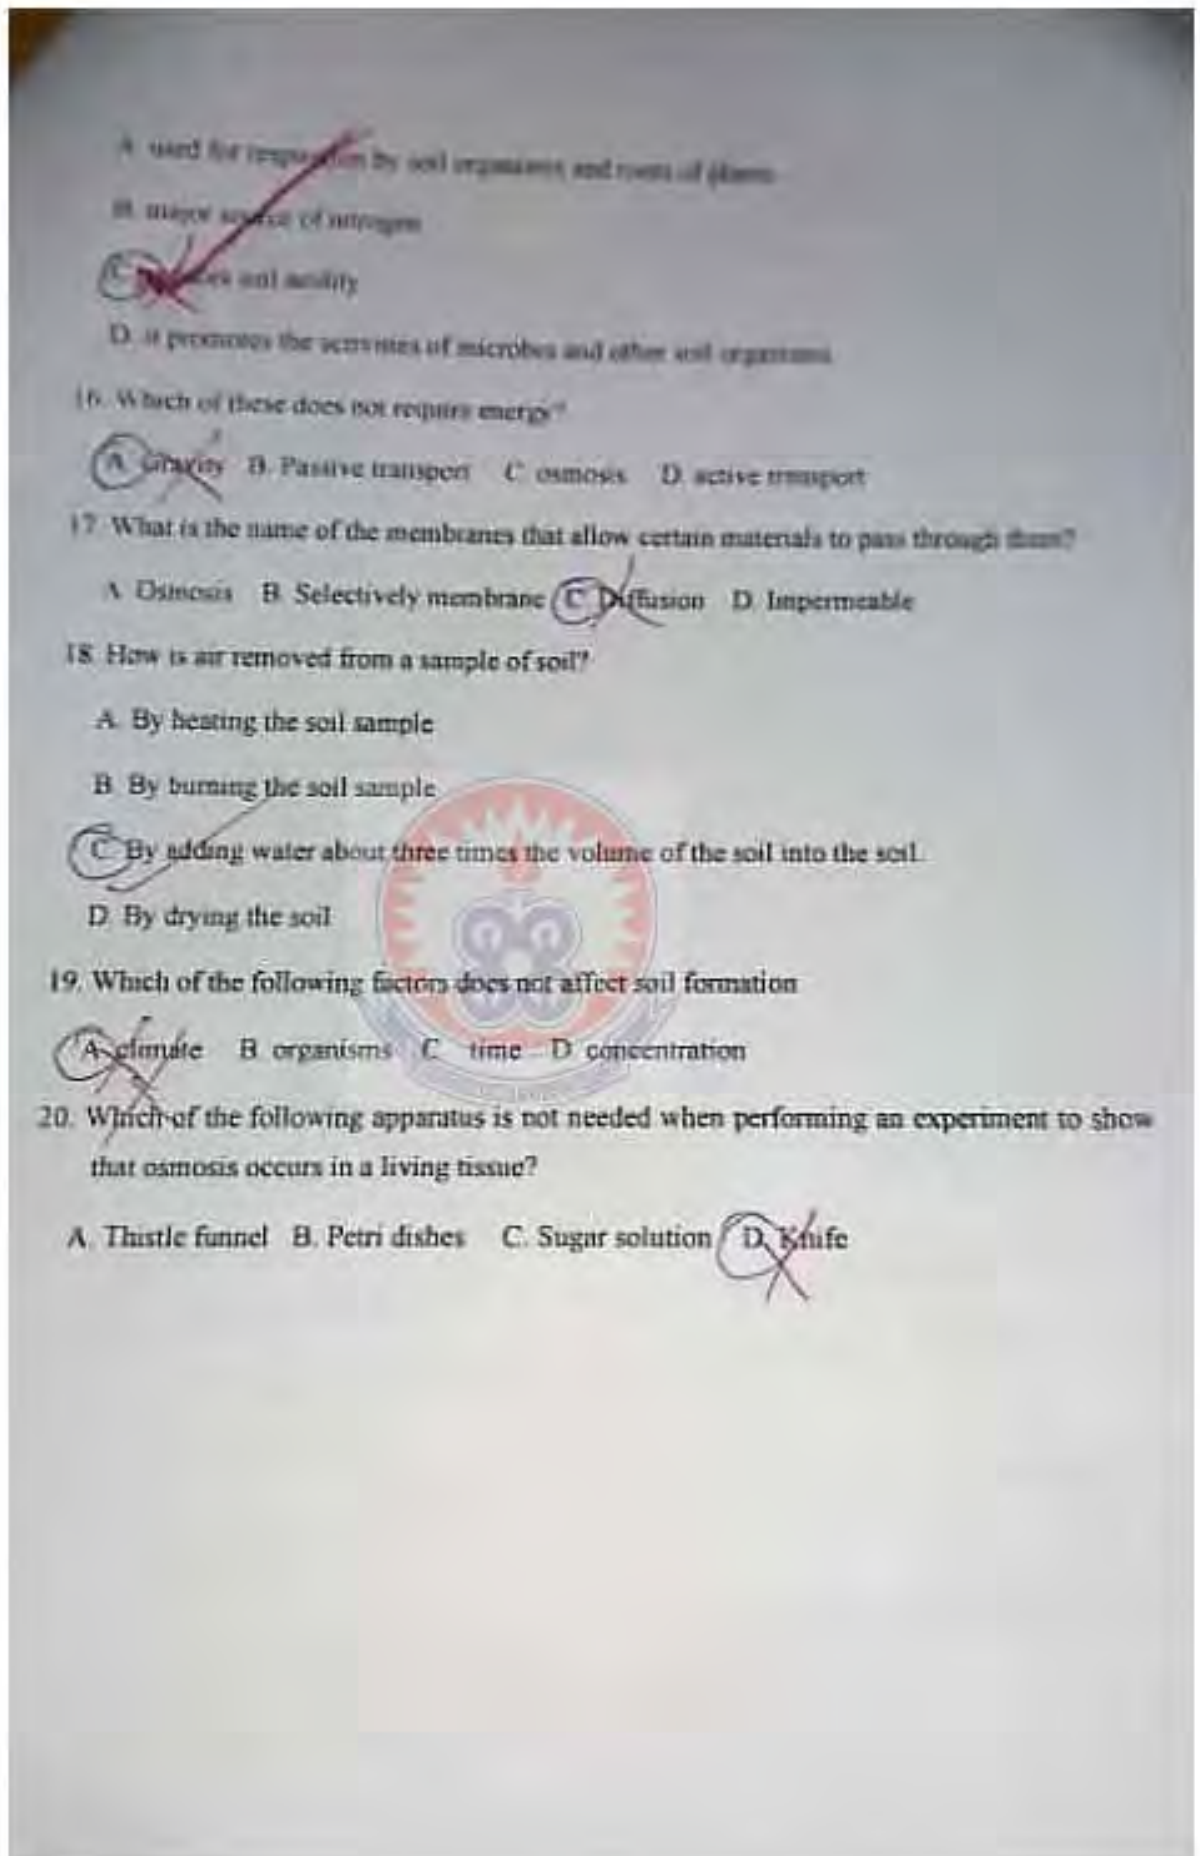 A. used for respiration by soil organisms and roots of plants
B. major source of nitrogen
C. soil acidity
D. it promotes the activities of microbes and other soil organisms
16. Which of these does not require energy?
A. Gravity B. Passive transport C. osmosis D. active transport
17. What is the name of the membranes that allow certain materials to pass through them?
A. Osmosis B. Selectively membrane C. Diffusion D. Impermeable
18. How is air removed from a sample of soil?
A. By heating the soil sample
B. By burning the soil sample
C. By adding water about three times the volume of the soil into the soil.
D. By drying the soil
19. Which of the following factors does not affect soil formation
A. climate B. organisms C. time D. concentration
20. Which of the following apparatus is not needed when performing an experiment to show
that osmosis occurs in a living tissue?
A. Thistle funnel B. Petri dishes C. Sugar solution D. Knife